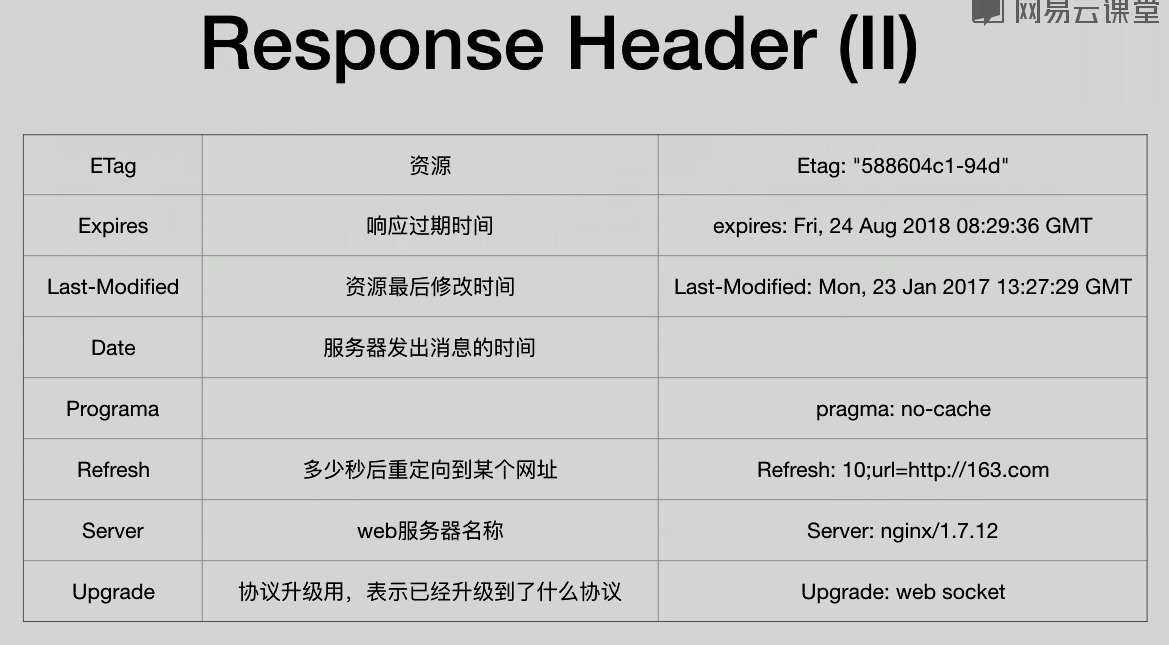 网易云课堂
Response Header (II)
ETag 资源 Etag: "588604c1-94d"
Expires 响应过期时间 expires: Fri, 24 Aug 2018 08:29:36 GMT
Last-Modified 资源最后修改时间 Last-Modified: Mon, 23 Jan 2017 13:27:29 GMT
Date 服务器发出消息的时间
Programa pragma: no-cache
Refresh 多少秒后重定向到某个网址 Refresh: 10;url=http://163.com
Server web服务器名称 Server: nginx/1.7.12
Upgrade 协议升级用，表示已经升级到了什么协议 Upgrade: web socket